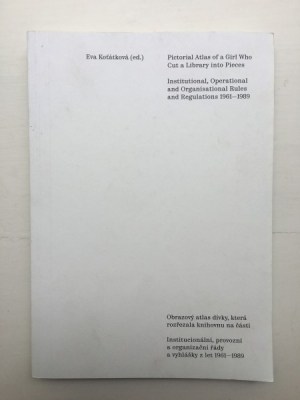 Eva Koťátková (ed.)
Pictorial Atlas of a Girl Who
Cut a Library into Pieces
Institutional, Operational
and Organisational Rules
and Regulations 1961–1989
Obrazový atlas dívky, která
rozřezala knihovnu na části
Institucionální, provozní
a organizační řády
a vyhlášky z let 1961–1989